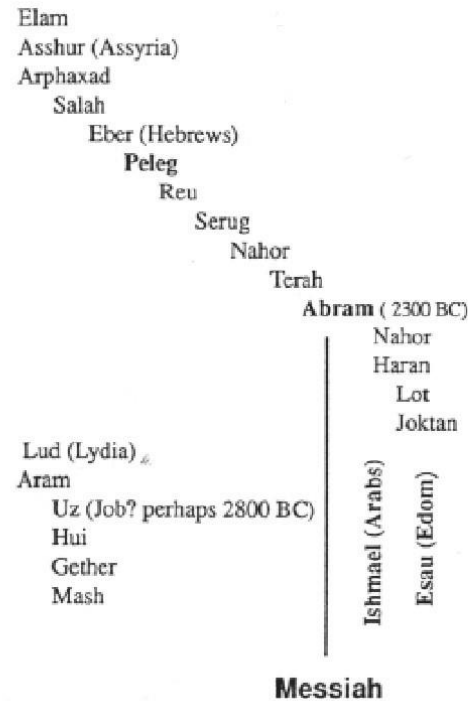 Elam
Asshur (Assyria)
Arphaxad
Salah
Eber (Hebrews)
Peleg
Reu
Serug
Nahor
Terah
Abram ( 2300 BC)
Nahor
Haran
Lot
Joktan
Lud (Lydia)
Aram
Uz (Job? perhaps 2800 BC)
Hui
Gether
Mash
Ishmael (Arabs)
Esau (Edom)
Messiah